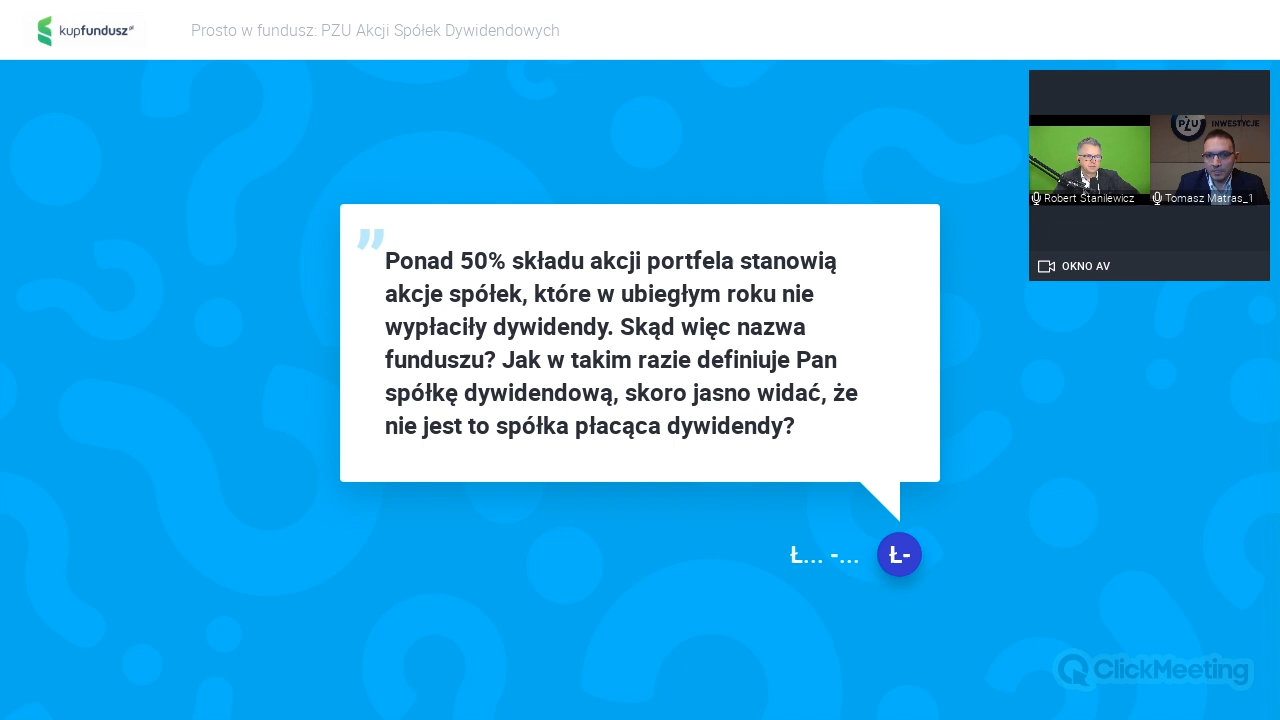 kupfundusz.pl
Prosto w fundusz: PZU Akcji Spółek Dywidendowych
PZU INWESTYCJE
Robert Stanilewicz
Tomasz Matras_1
OKNO AV
”
Ponad 50% składu akcji portfela stanowią
akcje spółek, które w ubiegłym roku nie
wypłaciły dywidendy. Skąd więc nazwa
funduszu? Jak w takim razie definiuje Pan
spółkę dywidendową, skoro jasno widać, że
nie jest to spółka płacąca dywidendy?
Ł... -...
Ł-
ClickMeeting